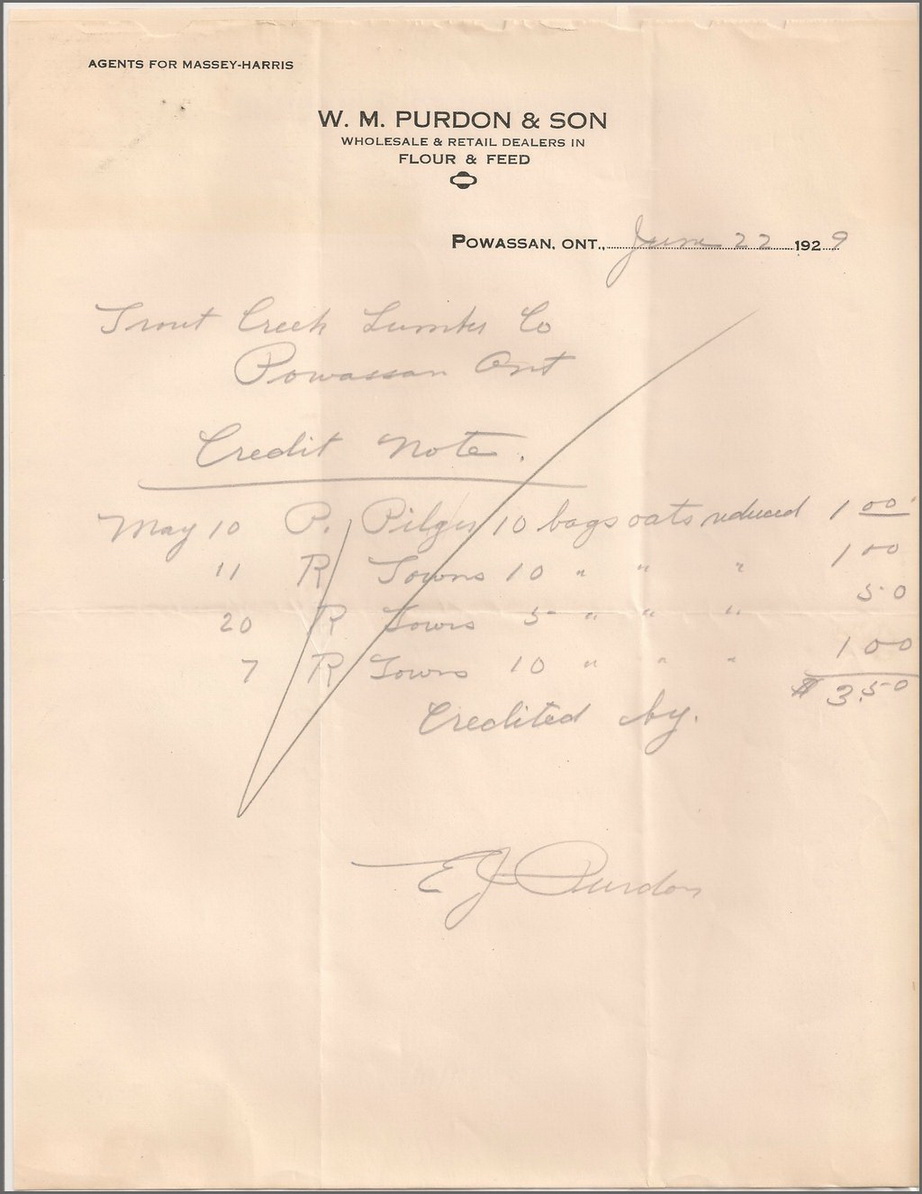 AGENTS FOR MASSEY-HARRIS
W. M. PURDON & SON
WHOLESALE & RETAIL DEALERS IN
FLOUR & FEED
POWASSAN, ONT., June 22 1929
Trout Creek Lumber Co
Powassan Ont
Credit Note.
May 10 P. Pilger 10 bags oats reduced 1 00
11 R Towns 10 " " " 1 00
20 R Towns 5 " " " 50
7 R Towns 10 " " " 1 00
$ 3.50
Credited by.
E J Purdon